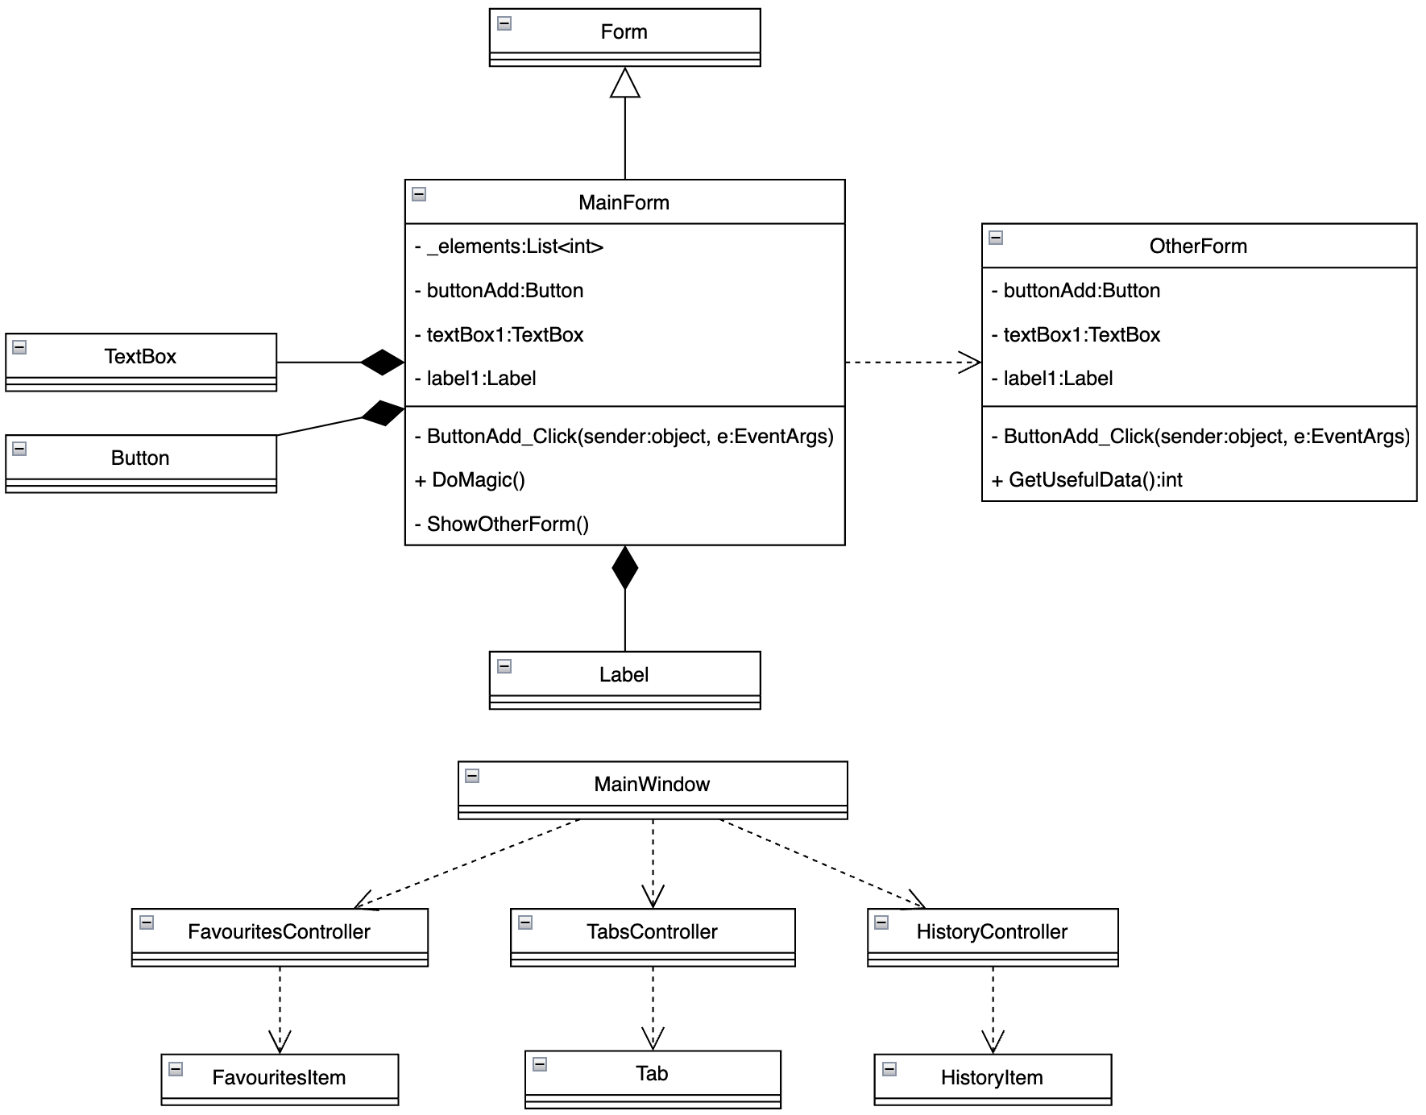 Form
MainForm
- _elements:List<int>
- buttonAdd:Button
- textBox1:TextBox
- label1:Label
- ButtonAdd_Click(sender:object, e:EventArgs)
+ DoMagic()
- ShowOtherForm()
OtherForm
- buttonAdd:Button
- textBox1:TextBox
- label1:Label
- ButtonAdd_Click(sender:object, e:EventArgs)
+ GetUsefulData():int
TextBox
Button
Label
MainWindow
FavouritesController
TabsController
HistoryController
FavouritesItem
Tab
HistoryItem